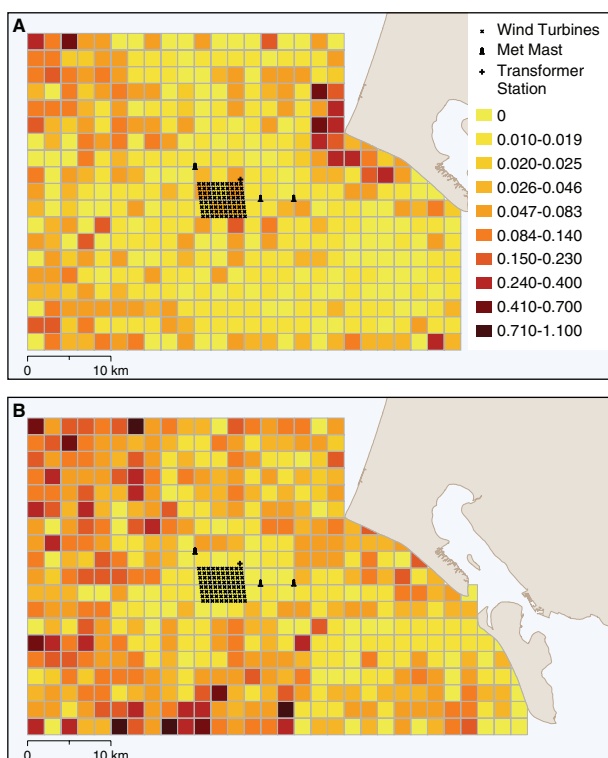 A
Wind Turbines
Met Mast
Transformer
Station
0
0.010-0.019
0.020-0.025
0.026-0.046
0.047-0.083
0.084-0.140
0.150-0.230
0.240-0.400
0.410-0.700
0.710-1.100
0
10 km
B
0
10 km